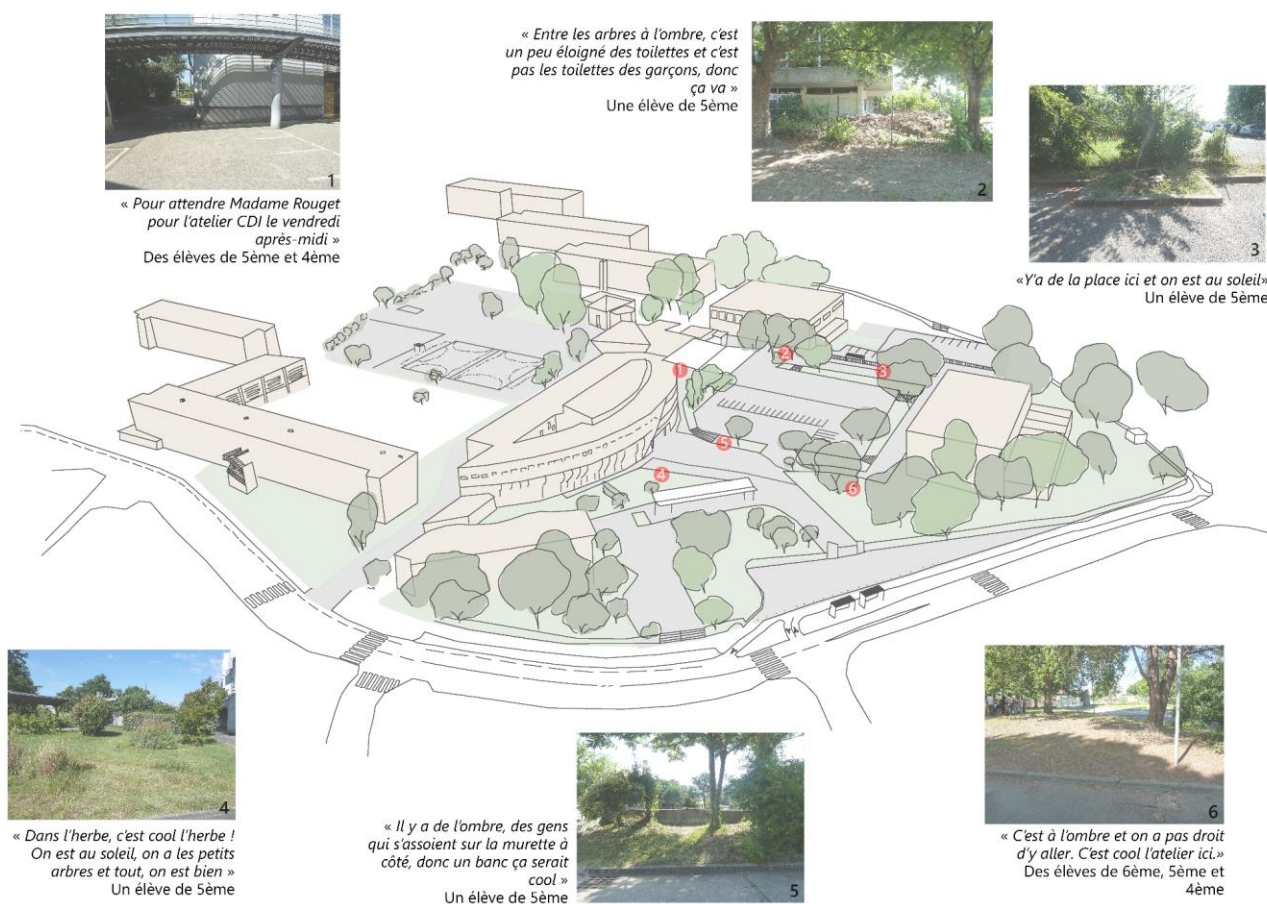 1
« Pour attendre Madame Rouget
pour l'atelier CDI le vendredi
après-midi »
Des élèves de 5ème et 4ème
« Entre les arbres à l'ombre, c'est
un peu éloigné des toilettes et c'est
pas les toilettes des garçons, donc
ça va »
Une élève de 5ème
2
3
«Y'a de la place ici et on est au soleil»
Un élève de 5ème
1
2
3
4
5
6
4
« Dans l'herbe, c'est cool l'herbe !
On est au soleil, on a les petits
arbres et tout, on est bien »
Un élève de 5ème
« Il y a de l'ombre, des gens
qui s'assoient sur la murette à
côté, donc un banc ça serait
cool »
Un élève de 5ème
5
6
« C'est à l'ombre et on a pas droit
d'y aller. C'est cool l'atelier ici.»
Des élèves de 6ème, 5ème et
4ème